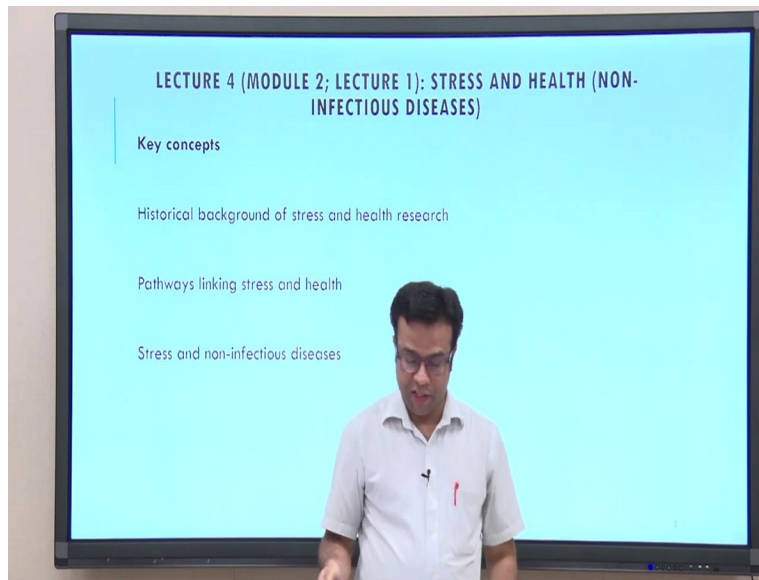 LECTURE 4 (MODULE 2; LECTURE 1): STRESS AND HEALTH (NON-
INFECTIOUS DISEASES)
Key concepts
Historical background of stress and health research
Pathways linking stress and health
Stress and non-infectious diseases